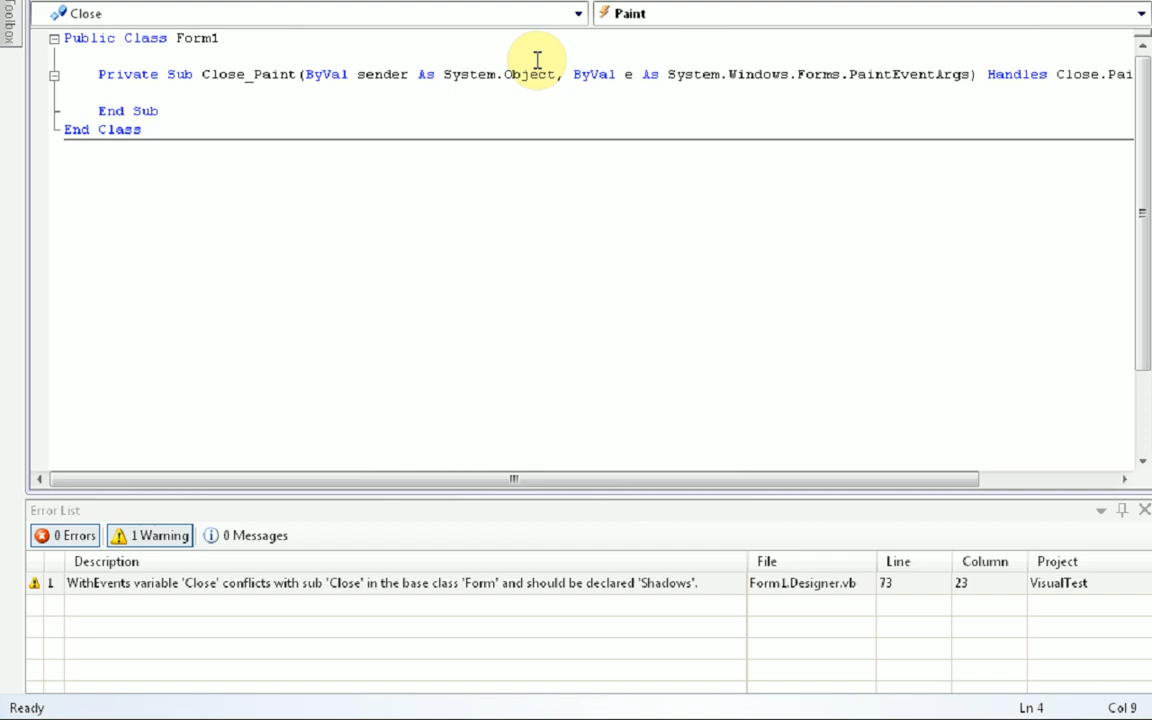 Toolbox
Close
Paint
Public Class Form1
Private Sub Close_Paint(ByVal sender As System.Object, ByVal e As System.Windows.Forms.PaintEventArgs) Handles Close.Pai
End Sub
End Class
Error List
0 Errors 1 Warning 0 Messages
Description File Line Column Project
1 WithEvents variable 'Close' conflicts with sub 'Close' in the base class 'Form' and should be declared 'Shadows'. Form1.Designer.vb 73 23 VisualTest
Ready Ln 4 Col 9